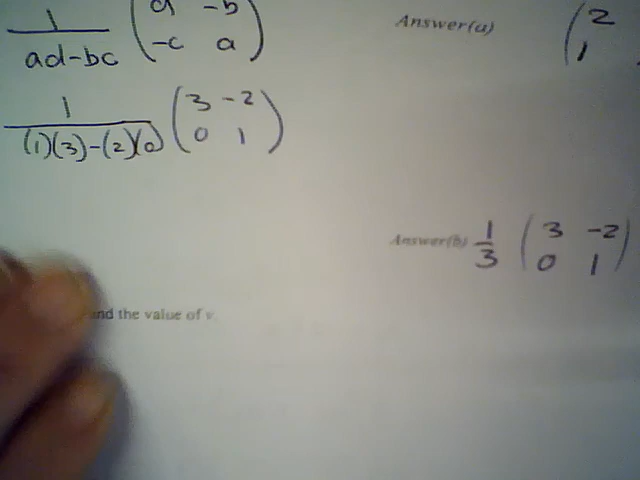 1/(ad-bc) (d -b
-c a)
Answer(a) (2
1
1/((1)(3)-(2)(0)) (3 -2
0 1)
Answer(b) 1/3 (3 -2
0 1)
and the value of v